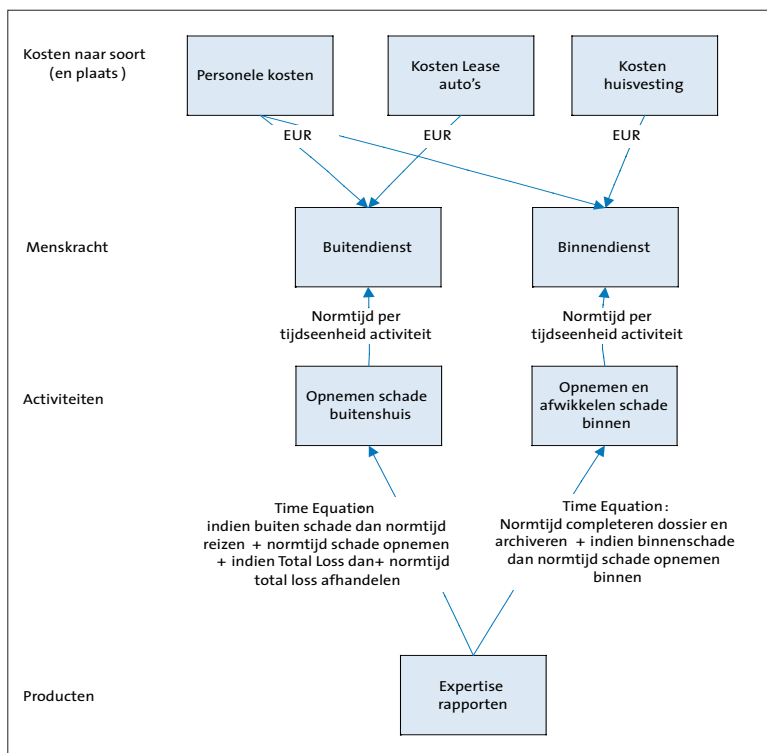 Kosten naar soort
(en plaats )
Personele kosten
Kosten Lease
auto's
Kosten
huisvesting
EUR
EUR
EUR
Menskracht
Buitendienst
Binnendienst
Normtijd per
tijdseenheid activiteit
Normtijd per
tijdseenheid activiteit
Activiteiten
Opnemen schade
buitenshuis
Opnemen en
afwikkelen schade
binnen
Time Equation:
indien buiten schade dan normtijd
reizen + normtijd schade opnemen
+ indien Total Loss dan+ normtijd
total loss afhandelen
Time Equation:
Normtijd completeren dossier en
archiveren + indien binnenschade
dan normtijd schade opnemen
binnen
Producten
Expertise
rapporten